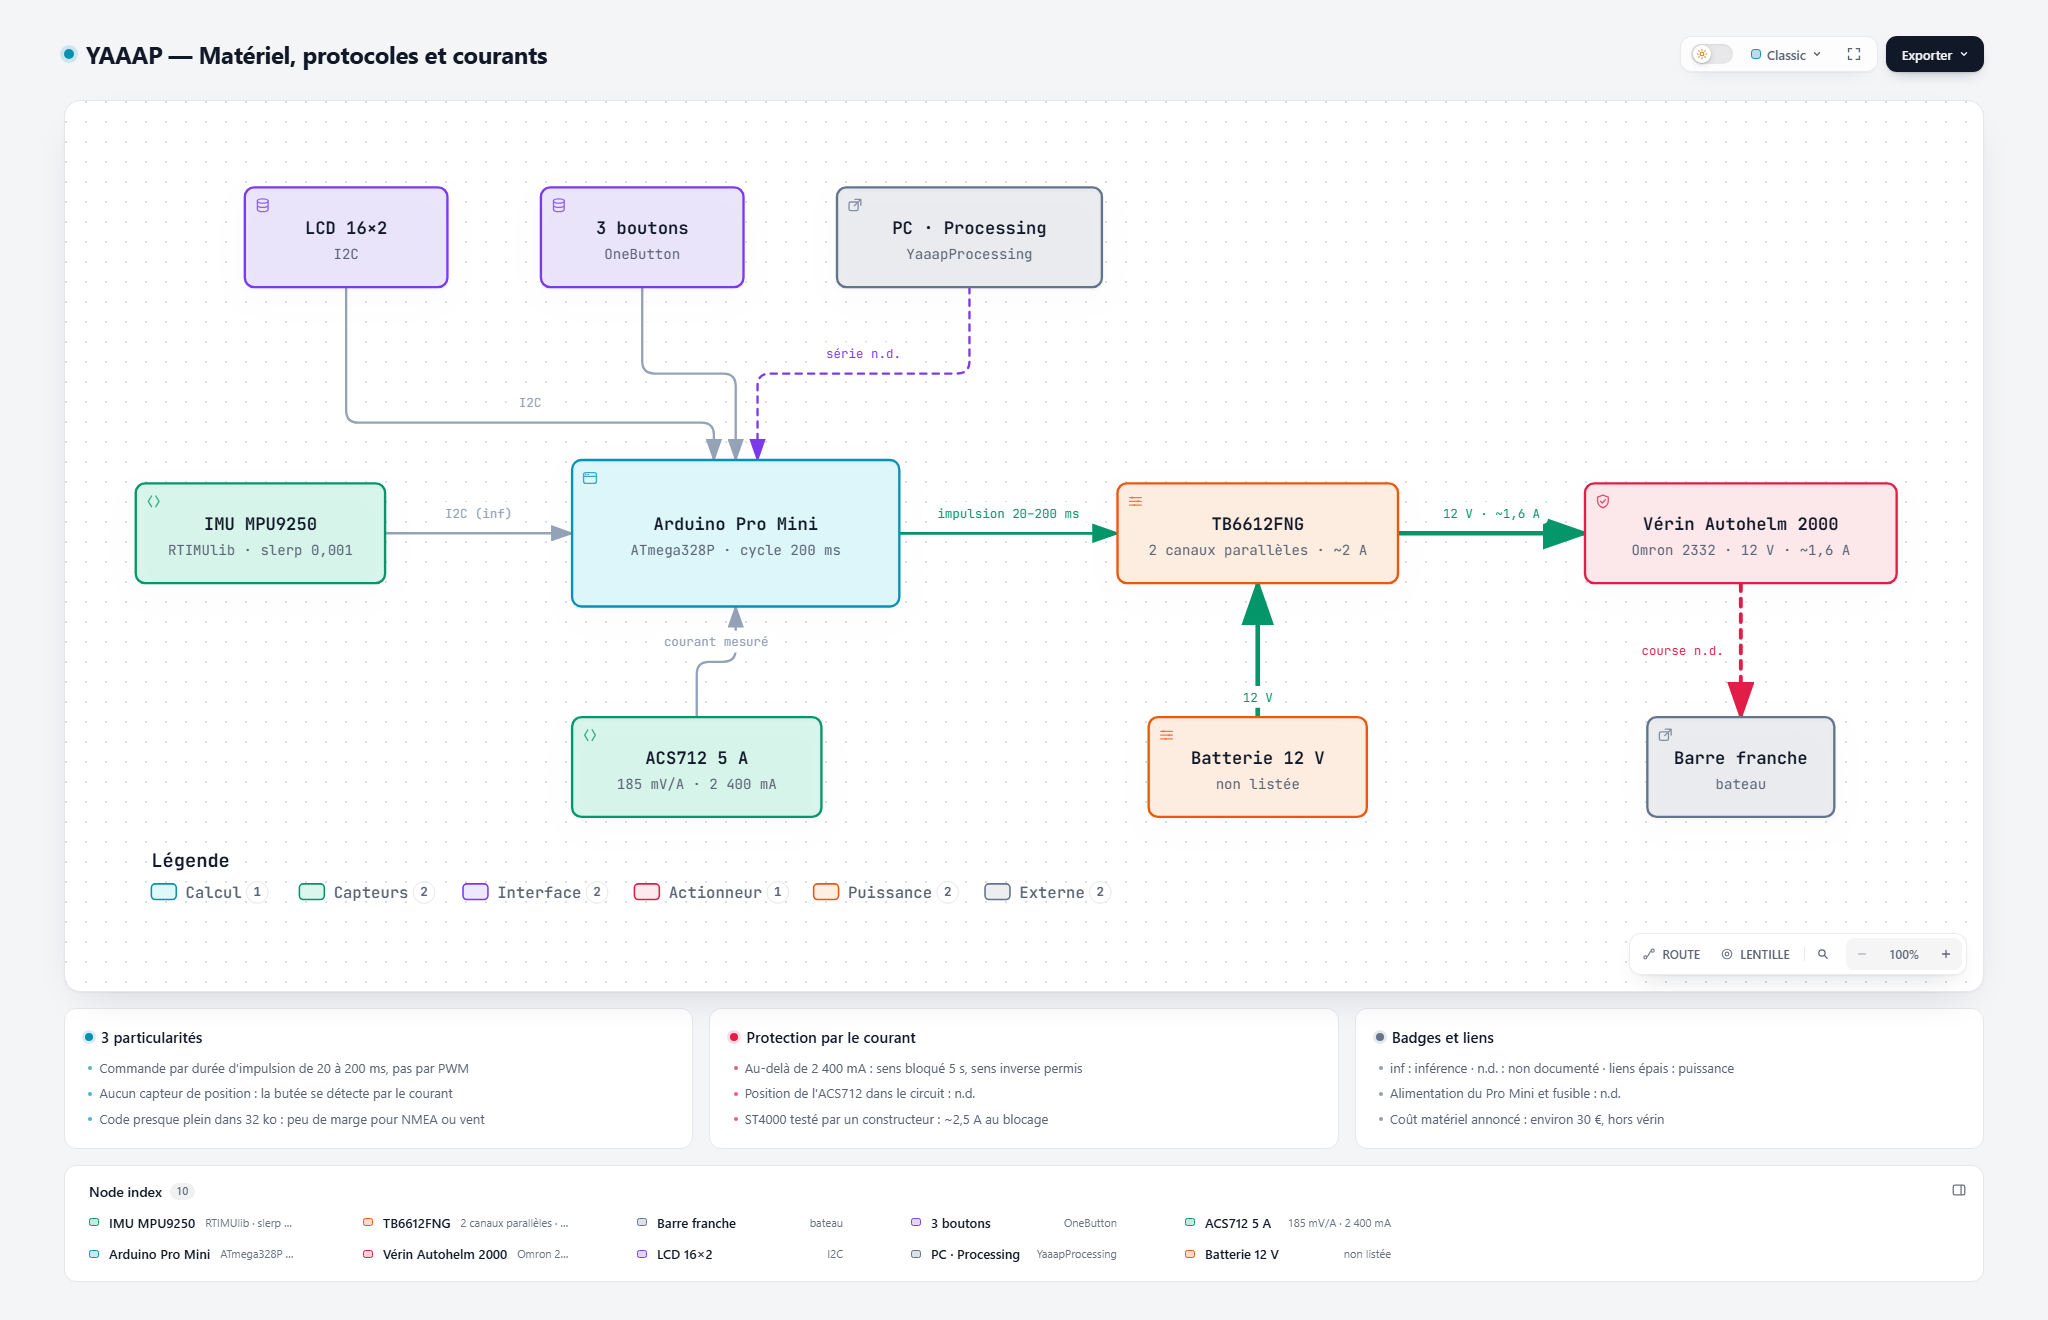 YAAAP — Matériel, protocoles et courants
Classic
Exporter
LCD 16×2
I2C
3 boutons
OneButton
PC · Processing
YaaapProcessing
série n.d.
I2C
IMU MPU9250
RTIMUlib · slerp 0,001
I2C (inf)
Arduino Pro Mini
ATmega328P · cycle 200 ms
impulsion 20–200 ms
TB6612FNG
2 canaux parallèles · ~2 A
12 V · ~1,6 A
Vérin Autohelm 2000
Omron 2332 · 12 V · ~1,6 A
courant mesuré
course n.d.
12 V
ACS712 5 A
185 mV/A · 2 400 mA
Batterie 12 V
non listée
Barre franche
bateau
Légende
Calcul 1
Capteurs 2
Interface 2
Actionneur 1
Puissance 2
Externe 2
ROUTE
LENTILLE
− 100% +
3 particularités
• Commande par durée d'impulsion de 20 à 200 ms, pas par PWM
• Aucun capteur de position : la butée se détecte par le courant
• Code presque plein dans 32 ko : peu de marge pour NMEA ou vent
Protection par le courant
• Au-delà de 2 400 mA : sens bloqué 5 s, sens inverse permis
• Position de l'ACS712 dans le circuit : n.d.
• ST4000 testé par un constructeur : ~2,5 A au blocage
Badges et liens
• inf : inférence · n.d. : non documenté · liens épais : puissance
• Alimentation du Pro Mini et fusible : n.d.
• Coût matériel annoncé : environ 30 €, hors vérin
Node index 10
IMU MPU9250 RTIMUlib · slerp ...
TB6612FNG 2 canaux parallèles · ...
Barre franche bateau
3 boutons OneButton
ACS712 5 A 185 mV/A · 2 400 mA
Arduino Pro Mini ATmega328P ...
Vérin Autohelm 2000 Omron 2...
LCD 16×2 I2C
PC · Processing YaaapProcessing
Batterie 12 V non listée